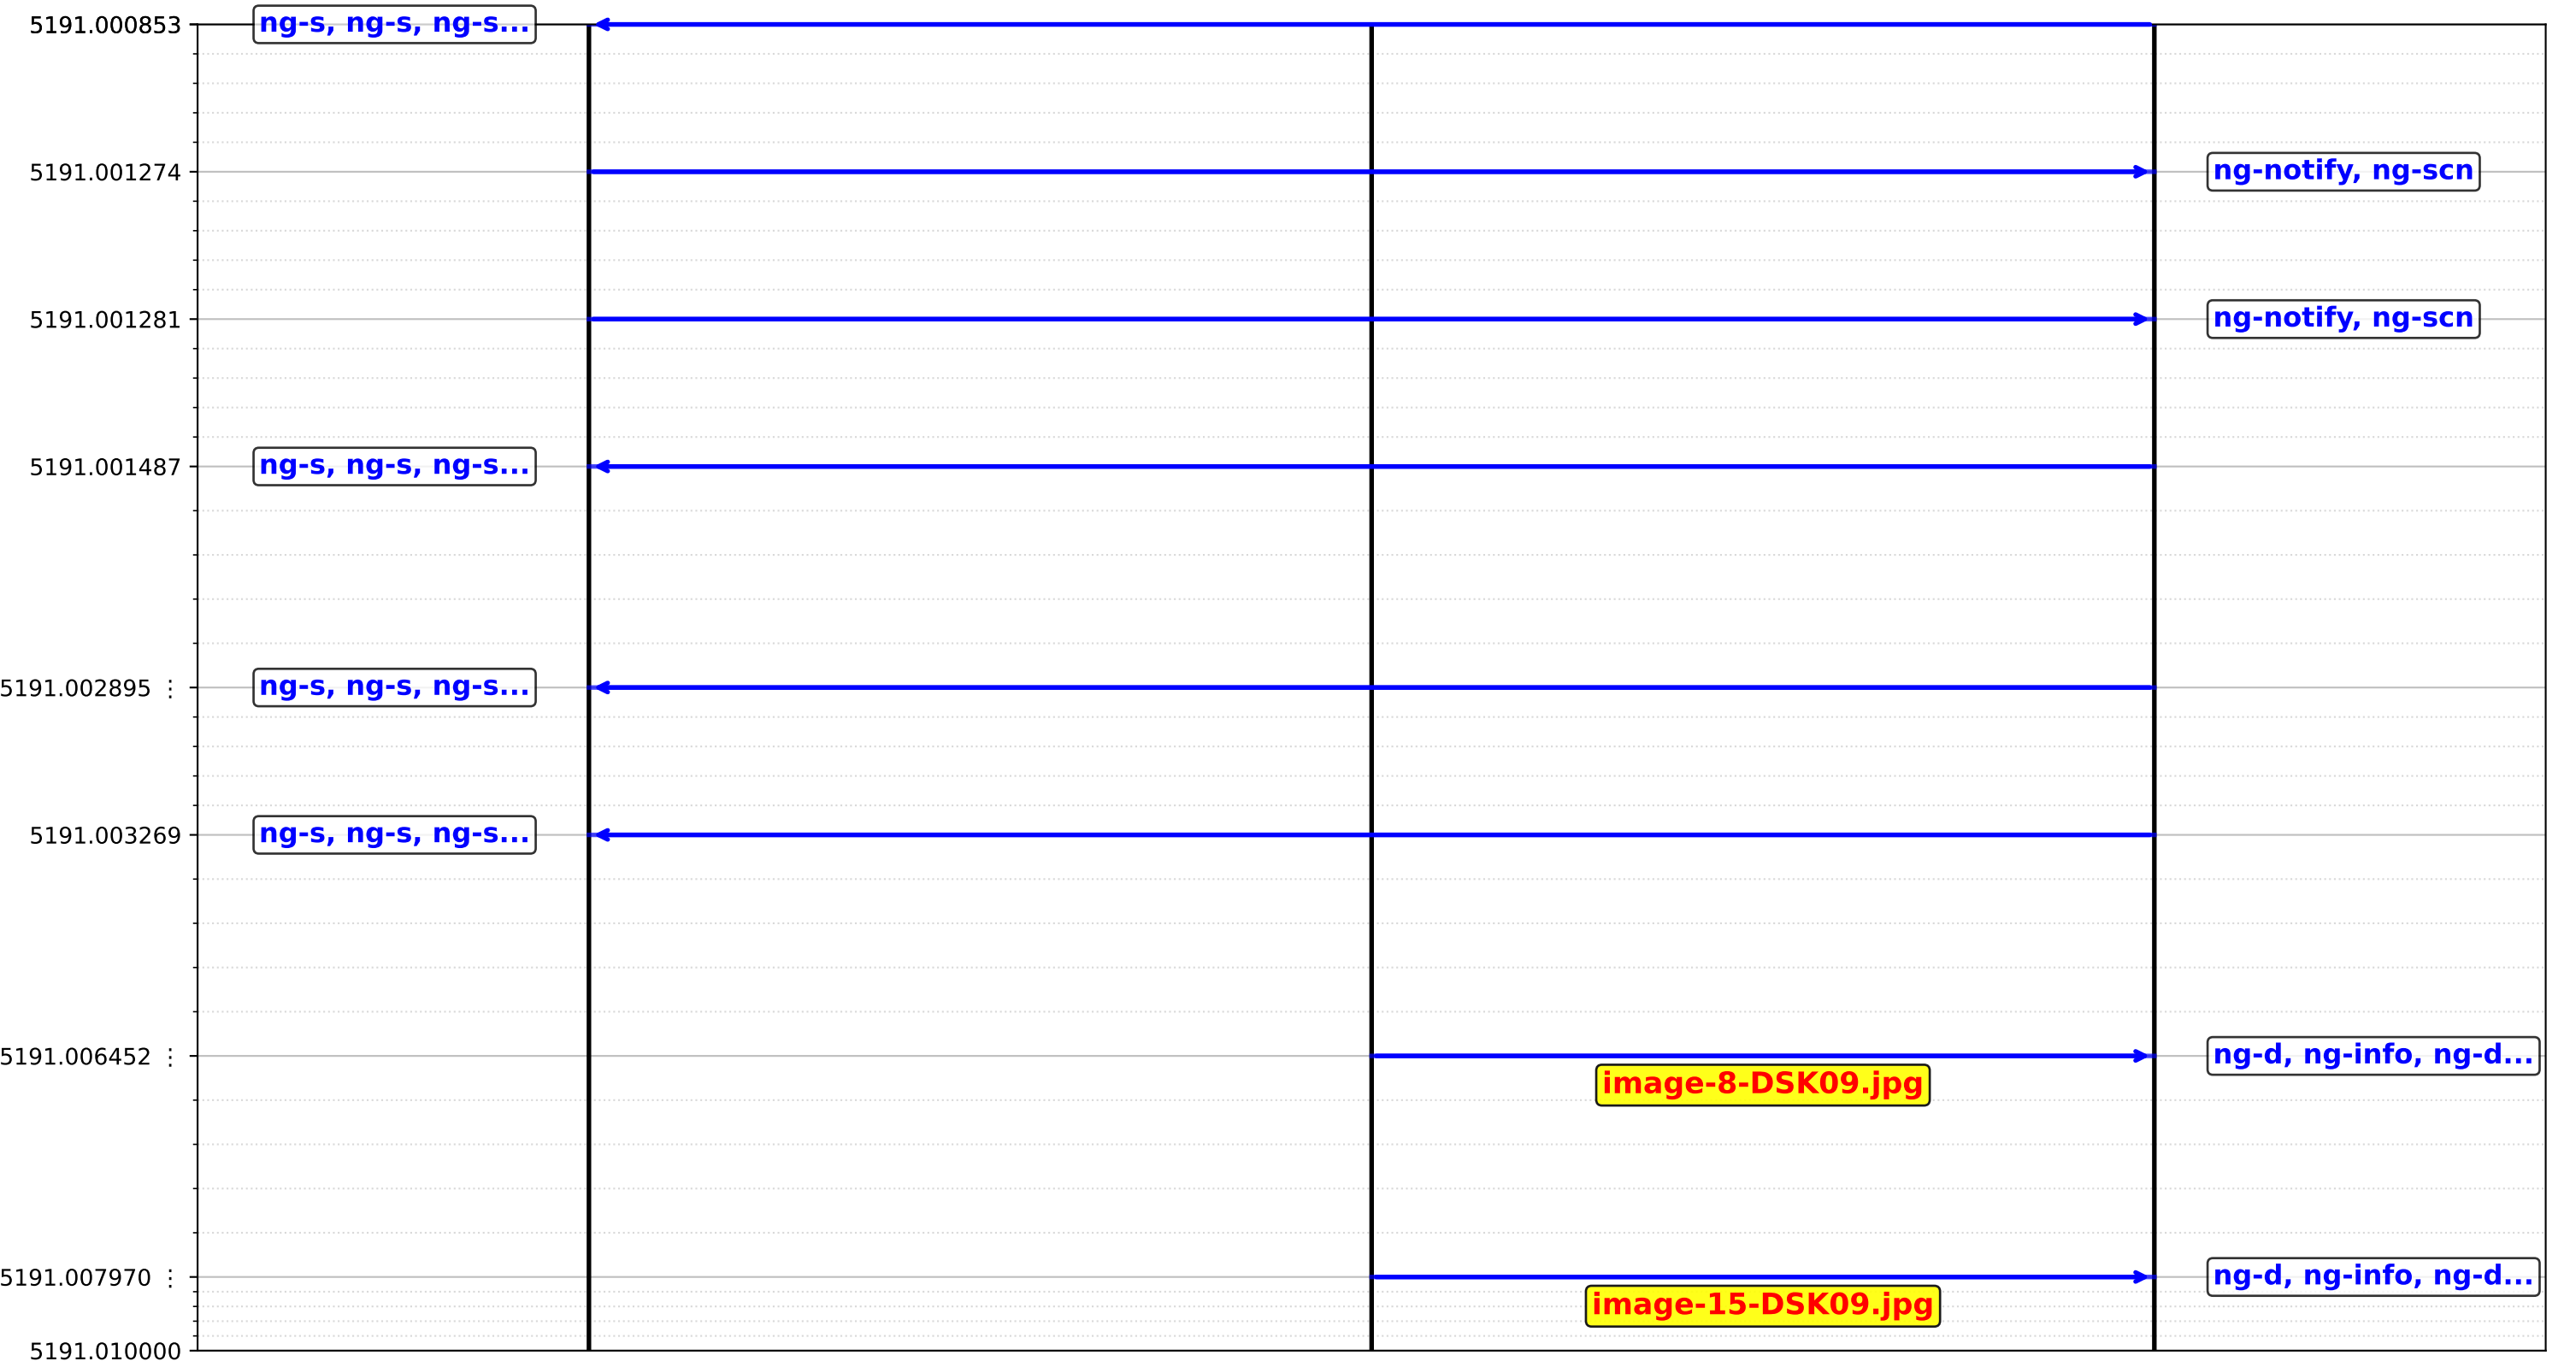 5191.000853 ng-s, ng-s, ng-s...
5191.001274 ng-notify, ng-scn
5191.001281 ng-notify, ng-scn
5191.001487 ng-s, ng-s, ng-s...
5191.002895 ⋮ ng-s, ng-s, ng-s...
5191.003269 ng-s, ng-s, ng-s...
5191.006452 ⋮ ng-d, ng-info, ng-d...
image-8-DSK09.jpg
5191.007970 ⋮ ng-d, ng-info, ng-d...
image-15-DSK09.jpg
5191.010000